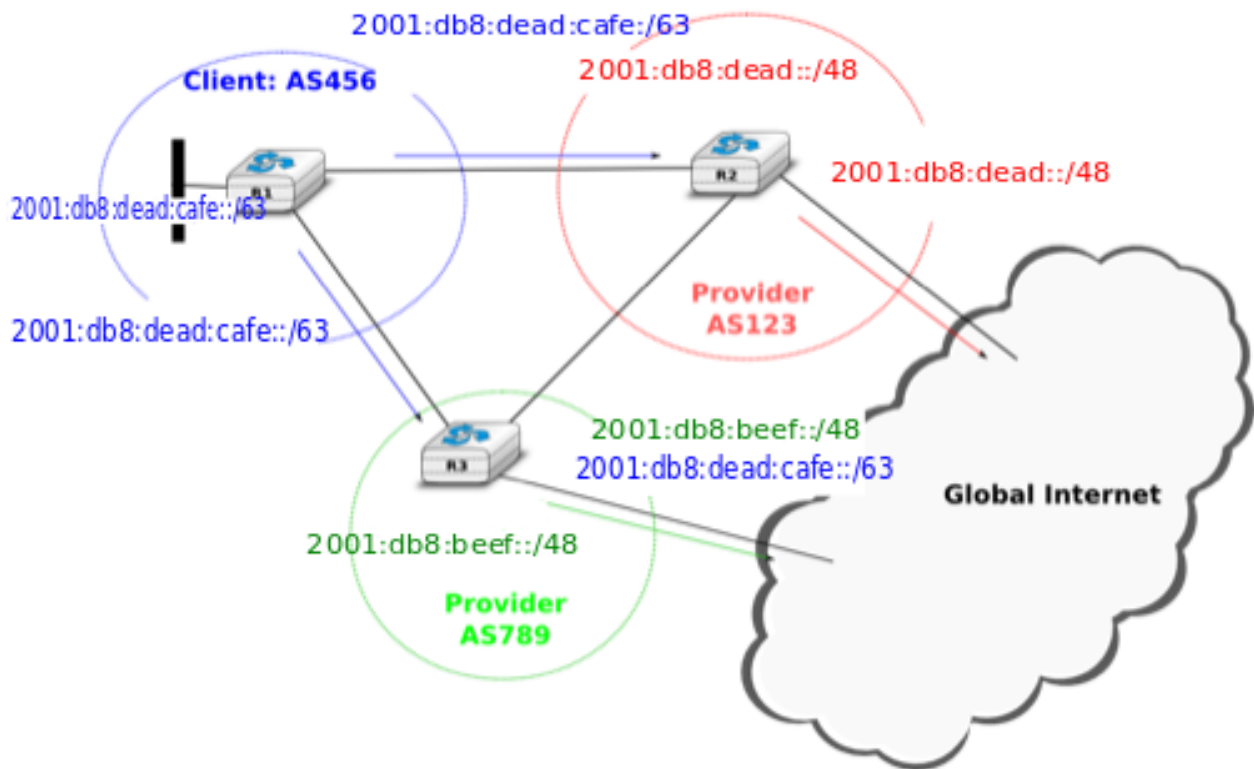 2001:db8:dead:cafe:/63
2001:db8:dead::/48
Client: AS456
R2
2001:db8:dead::/48
R1
2001:db8:dead:cafe::/63
Provider
AS123
2001:db8:dead:cafe::/63
2001:db8:beef::/48
2001:db8:dead:cafe::/63
R3
Global Internet
2001:db8:beef::/48
Provider
AS789